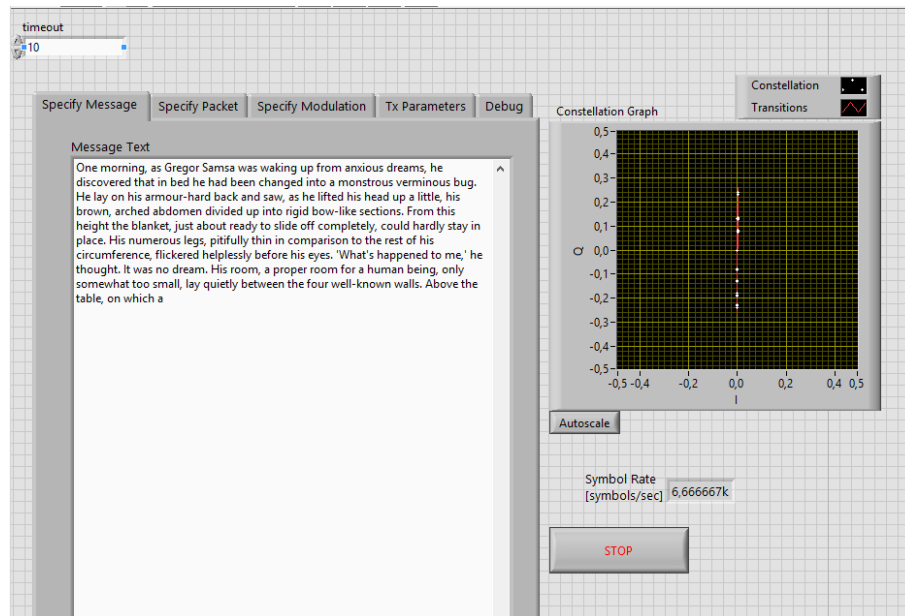 timeout
10
Specify Message
Specify Packet
Specify Modulation
Tx Parameters
Debug
Message Text
One morning, as Gregor Samsa was waking up from anxious dreams, he
discovered that in bed he had been changed into a monstrous verminous bug.
He lay on his armour-hard back and saw, as he lifted his head up a little, his
brown, arched abdomen divided up into rigid bow-like sections. From this
height the blanket, just about ready to slide off completely, could hardly stay in
place. His numerous legs, pitifully thin in comparison to the rest of his
circumference, flickered helplessly before his eyes. 'What's happened to me,' he
thought. It was no dream. His room, a proper room for a human being, only
somewhat too small, lay quietly between the four well-known walls. Above the
table, on which a
Constellation
Transitions
Constellation Graph
0,5
0,4
0,3
0,2
0,1
0,0
-0,1
-0,2
-0,3
-0,4
-0,5
Q
-0,5 -0,4 -0,2 0,0 0,2 0,4 0,5
I
Autoscale
Symbol Rate
[symbols/sec] 6,666667k
STOP